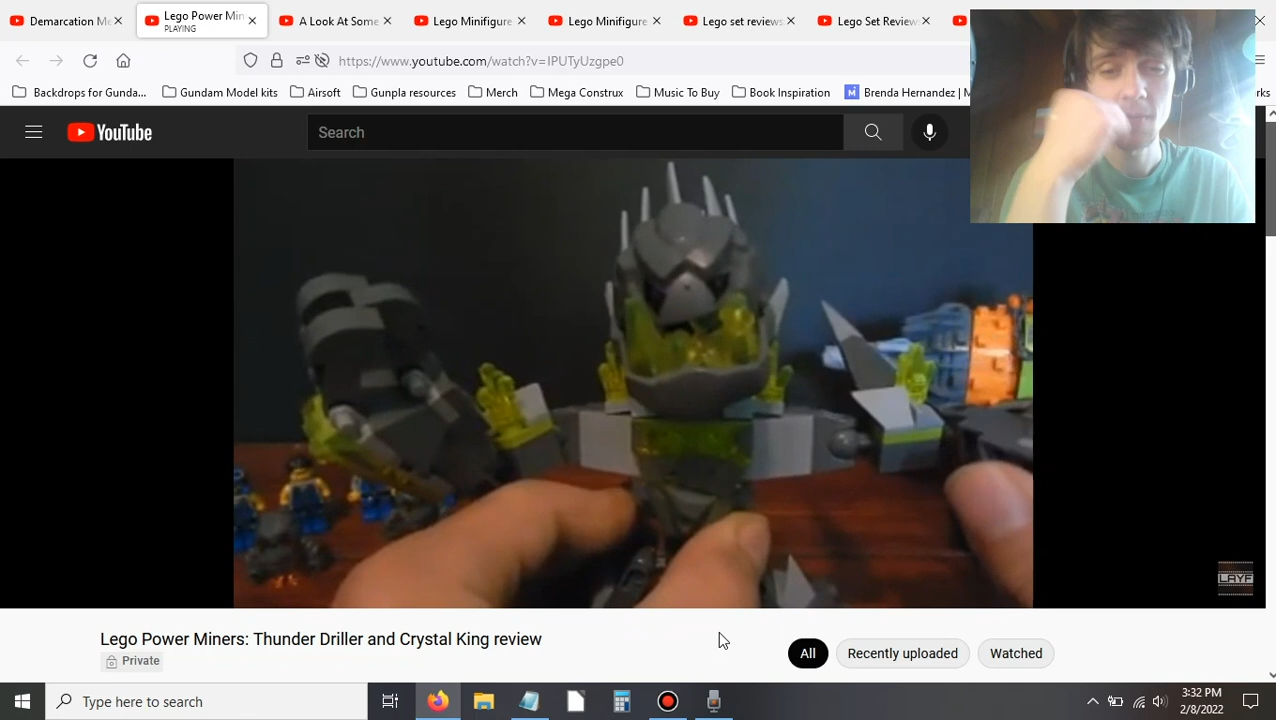 Demarcation Me
Lego Power Min
PLAYING
A Look At Some
Lego Minifigure
Lego Minifigure
Lego set reviews
Lego Set Review
https://www.youtube.com/watch?v=IPUTyUzgpe0
Backdrops for Gunda...
Gundam Model kits
Airsoft
Gunpla resources
Merch
Mega Construx
Music To Buy
Book Inspiration
M
Brenda Hernandez | M
rks
YouTube
Search
LAYF
Lego Power Miners: Thunder Driller and Crystal King review
Private
All
Recently uploaded
Watched
Type here to search
3:32 PM
2/8/2022